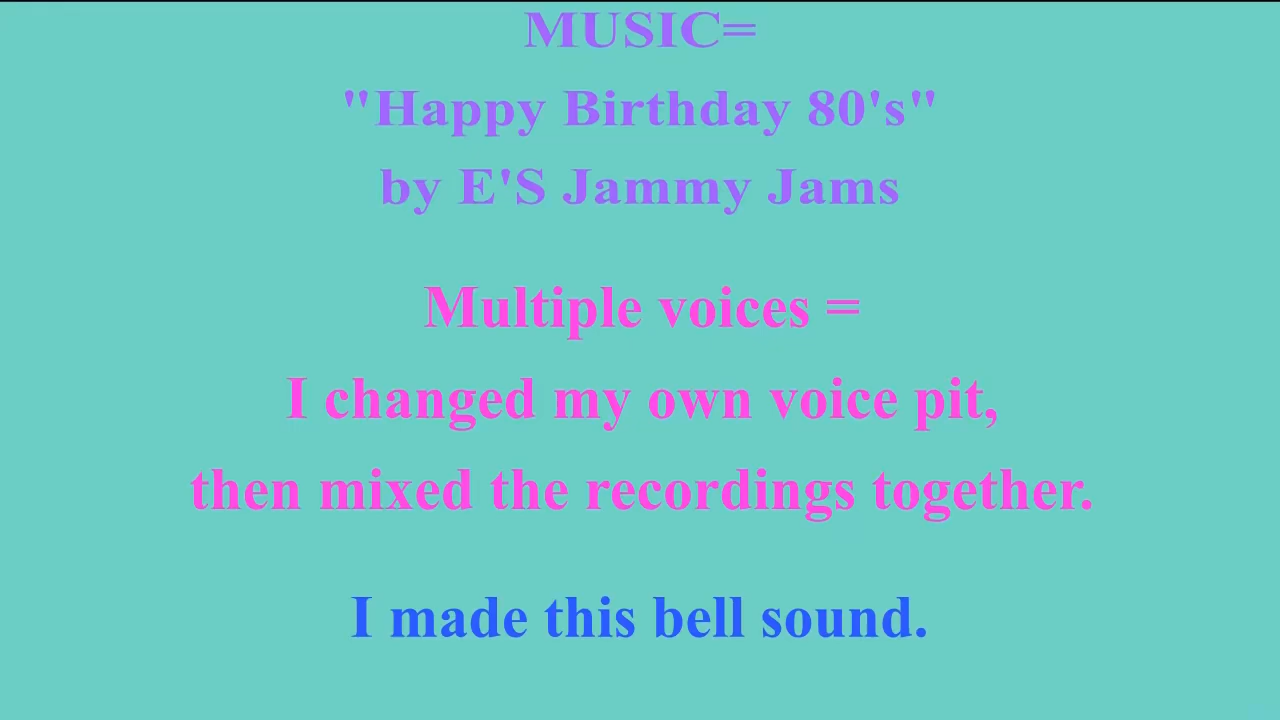 MUSIC=
"Happy Birthday 80's"
by E'S Jammy Jams
Multiple voices =
I changed my own voice pit,
then mixed the recordings together.
I made this bell sound.